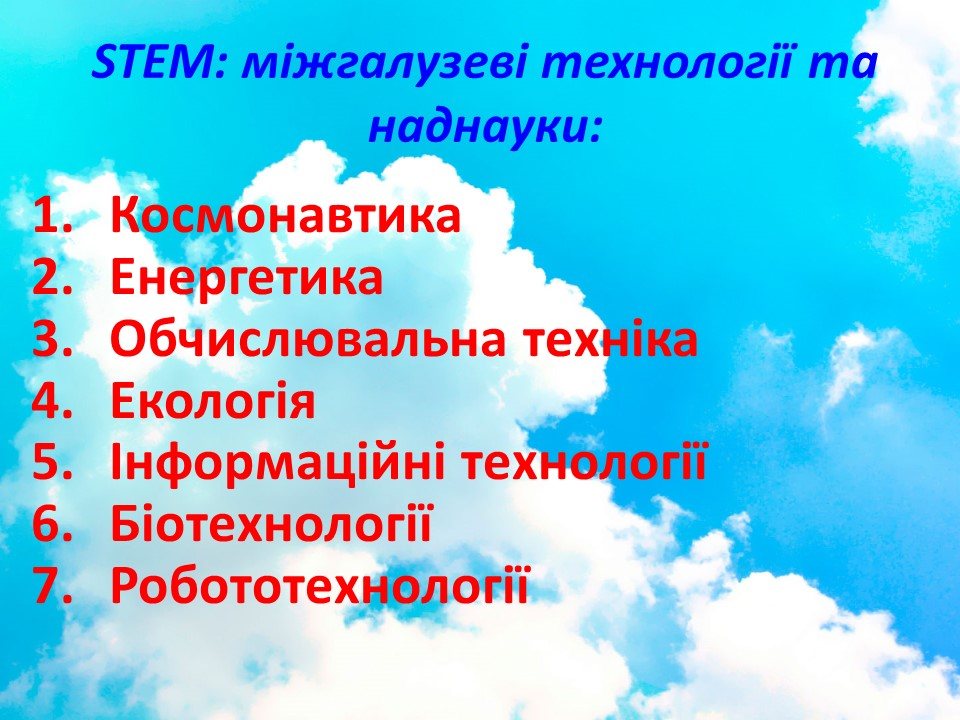 STEM: міжгалузеві технології та
наднауки:
1. Космонавтика
2. Енергетика
3. Обчислювальна техніка
4. Екологія
5. Інформаційні технології
6. Біотехнології
7. Робототехнології